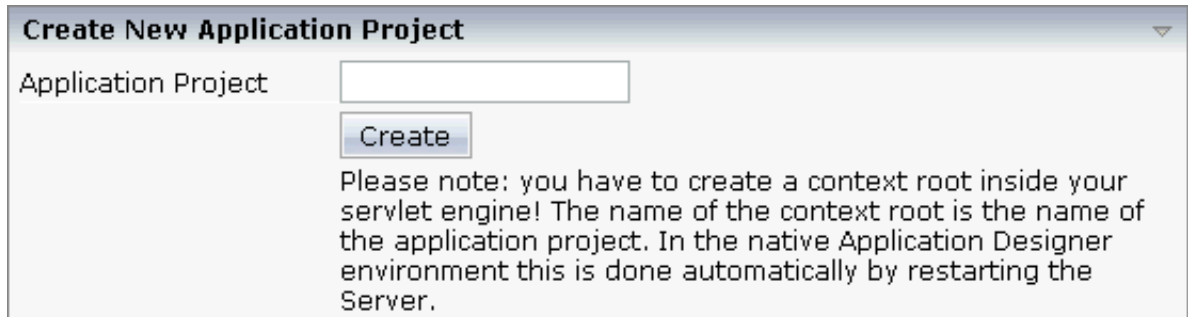 Create New Application Project
Application Project
Create
Please note: you have to create a context root inside your
servlet engine! The name of the context root is the name of
the application project. In the native Application Designer
environment this is done automatically by restarting the
Server.